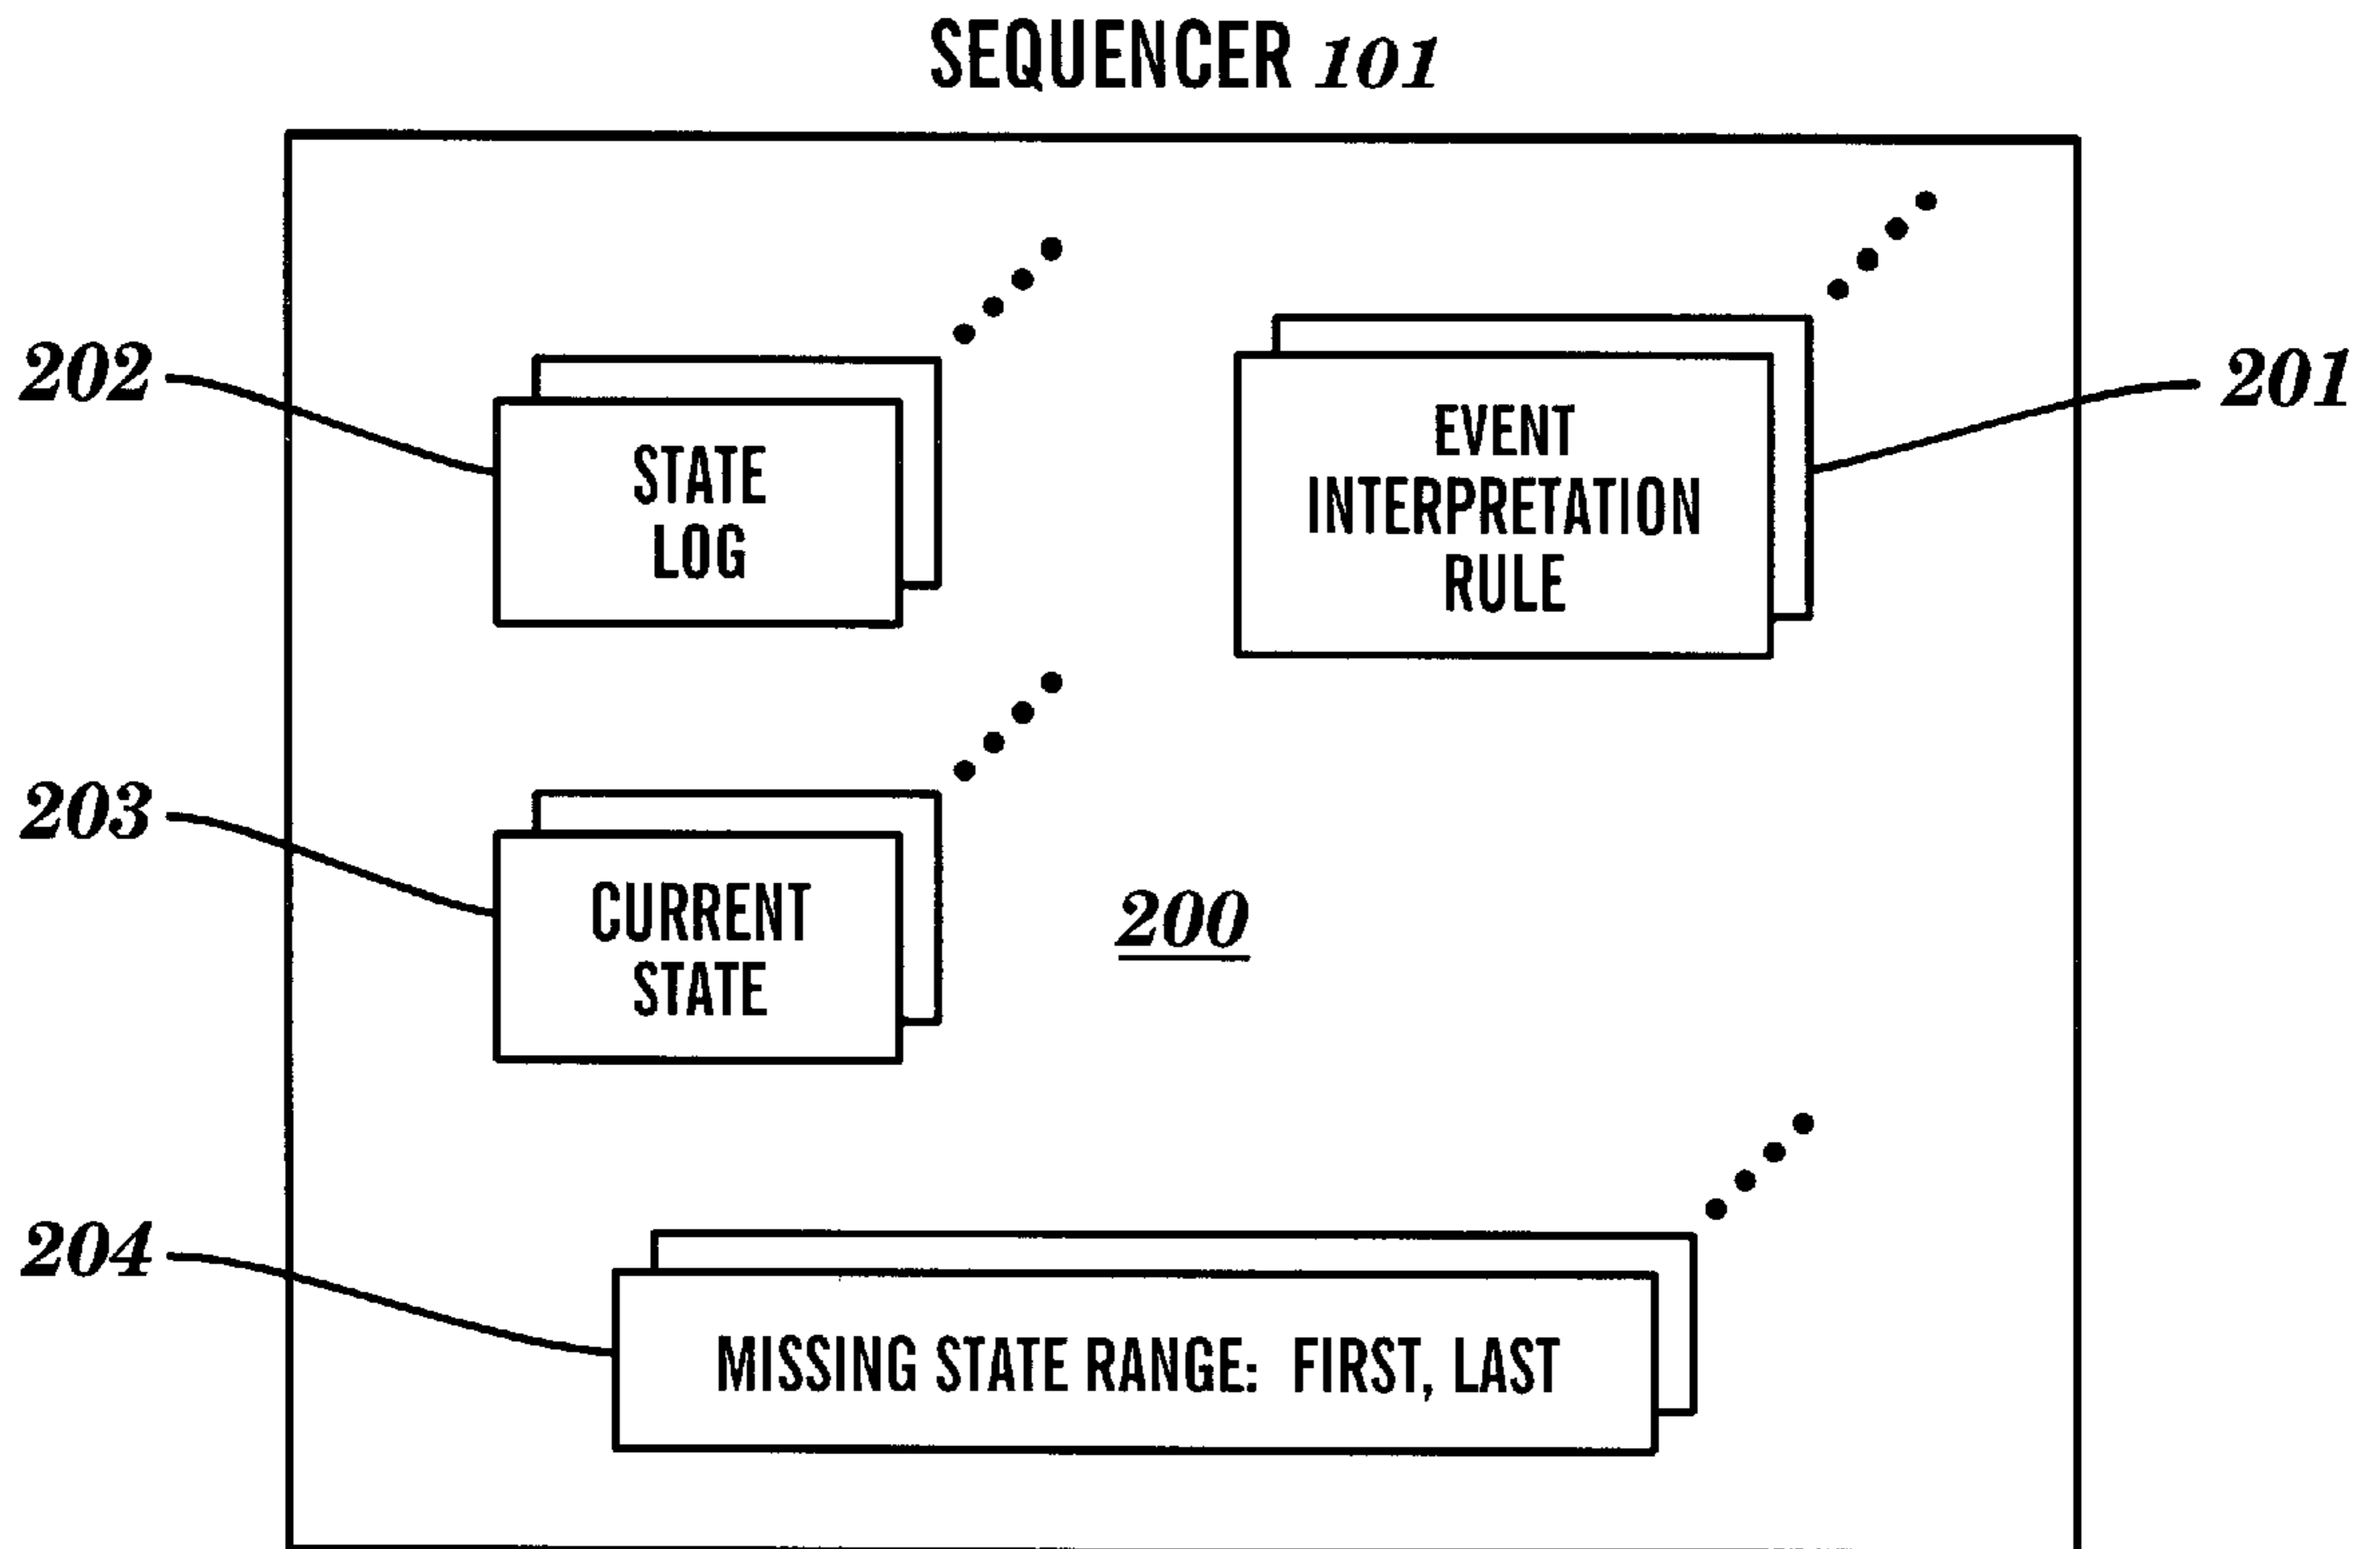 SEQUENCER 101
202
STATE
LOG
EVENT
INTERPRETATION
RULE
201
203
CURRENT
STATE
200
204
MISSING STATE RANGE: FIRST, LAST